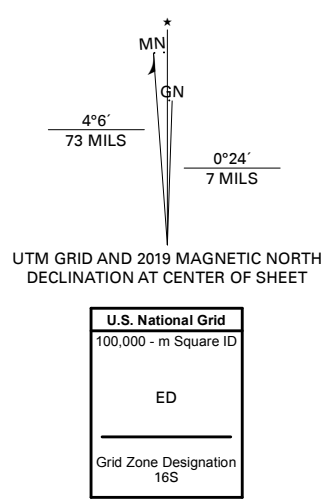 ★
MN
GN
4°6´
73 MILS
0°24´
7 MILS
UTM GRID AND 2019 MAGNETIC NORTH
DECLINATION AT CENTER OF SHEET
U.S. National Grid
100,000 - m Square ID
ED
Grid Zone Designation
16S